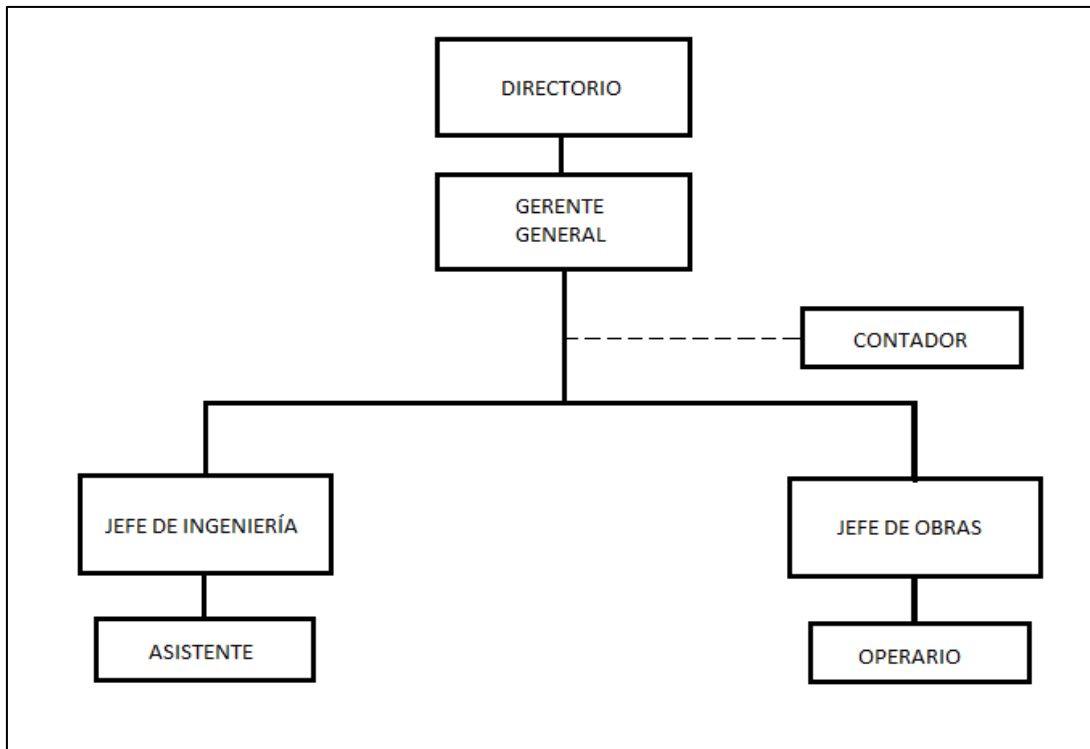 DIRECTORIO
GERENTE
GENERAL
CONTADOR
JEFE DE INGENIERÍA
JEFE DE OBRAS
ASISTENTE
OPERARIO